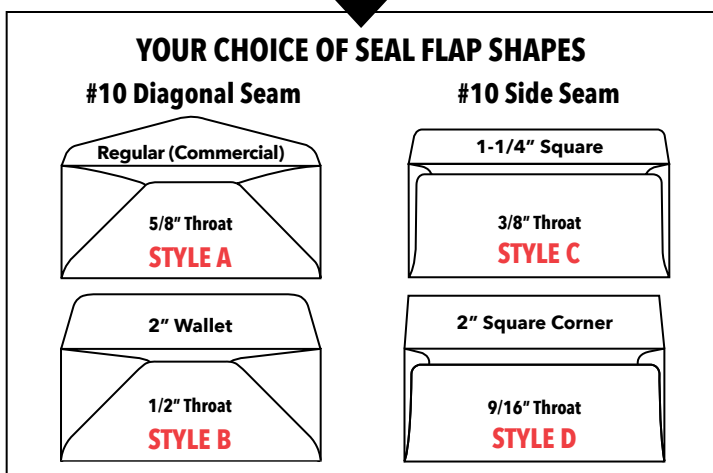 YOUR CHOICE OF SEAL FLAP SHAPES
#10 Diagonal Seam
Regular (Commercial)
5/8” Throat
STYLE A
2” Wallet
1/2” Throat
STYLE B
#10 Side Seam
1-1/4” Square
3/8” Throat
STYLE C
2” Square Corner
9/16” Throat
STYLE D